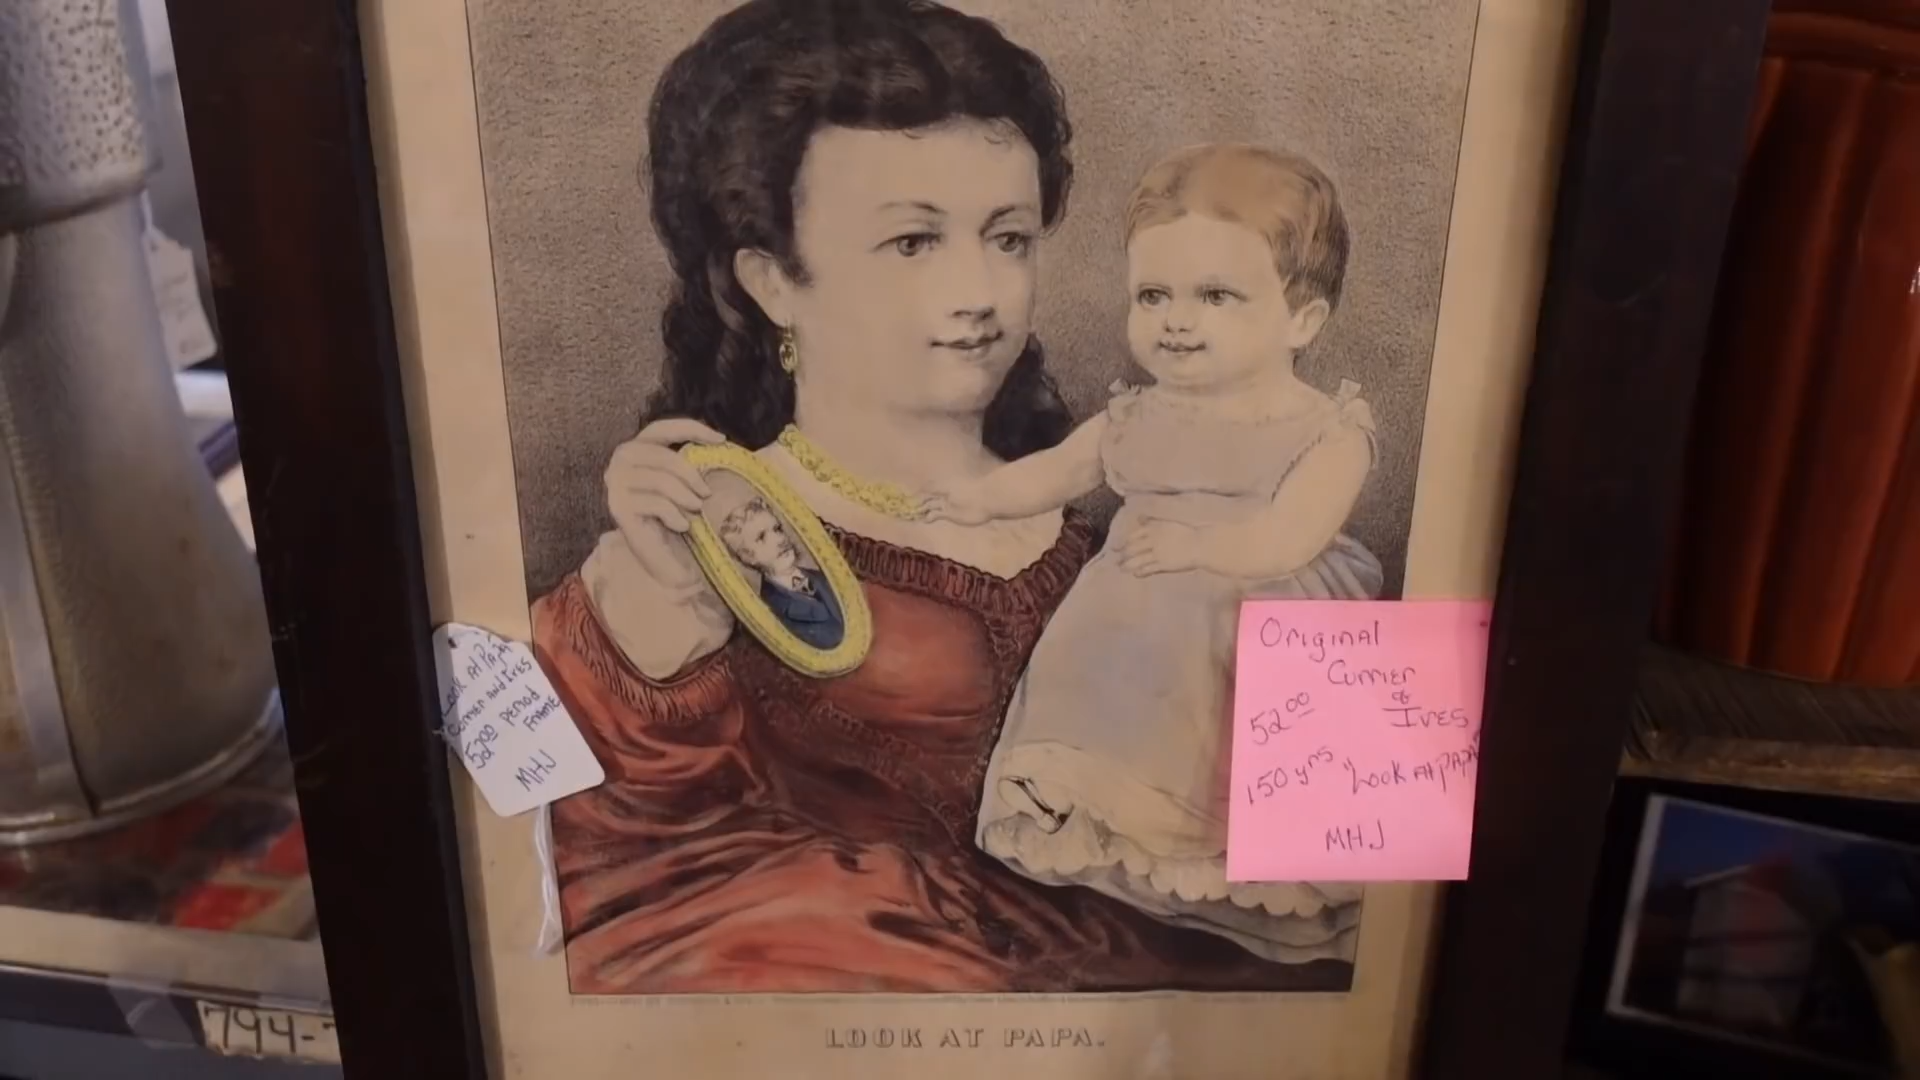 Look At Papa
Currier and Ives
52.00 period
Frame
MHJ
Original
Currier
&
52.00
Ives
150 yrs "Look At PAPA"
MHJ
794-
LOOK AT PAPA.